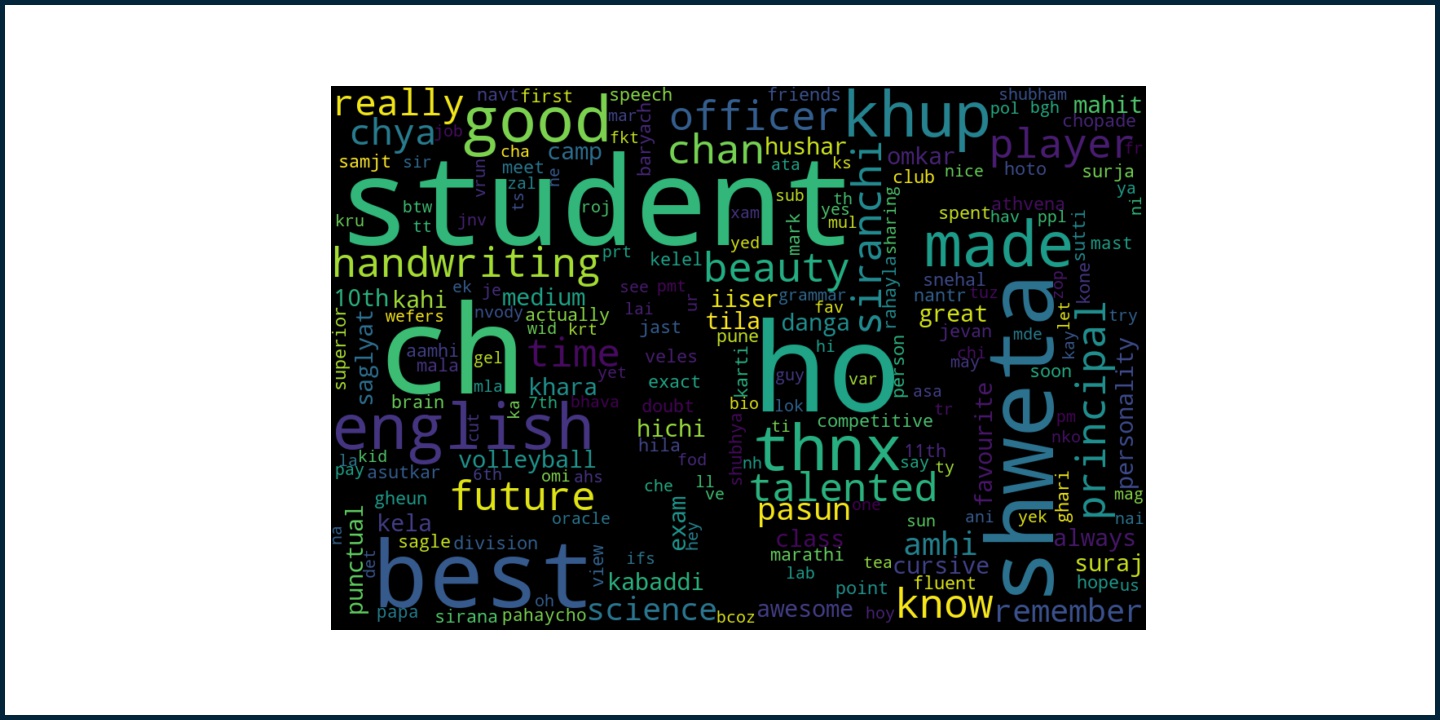 really
navt
first
speech
friends
shubham
good
officer
khup
pol
bgh
mahit
chya
job
mar
fkt
baryach
chopade
player
samjt
sir
cha
camp
chan
hushar
ata
ks
siranchi
omkar
hoto
surja
vrun
meet
ne
zal
ts
student
roj
sub
th
yes
mul
club
nice
ya
ni
athvena
kru
btw
tt
jnv
xam
mark
sharing
spent
hav
ppl
sutti
mast
yed
made
handwriting
prt
kelel
beauty
rahayla
snehal
zop
kone
10th
kahi
ek
je
medium
see
pmt
ur
iiser
grammar
nantr
tuz
shweta
wefers
nvody
actually
lai
fav
great
let
principal
try
superior
saglyat
wid
krt
jast
tila
pune
danga
jevan
mde
kay
aamhi
mala
gel
ch
time
veles
hi
ho
person
chi
may
soon
personality
mla
khara
yet
exact
karti
guy
var
asa
favourite
brain
ka
7th
bhava
doubt
bio
lok
tr
pm
english
cut
hichi
ti
competitive
nko
la
kid
volleyball
hila
shubhya
thnx
11th
pay
asutkar
6th
omi
ahs
fod
nh
say
ty
gheun
future
che
ll
ve
talented
ghari
mag
punctual
kela
oracle
exam
hey
pasun
one
sun
ani
yek
nai
na
sagle
division
class
amhi
always
det
best
view
ifs
marathi
tea
cursive
suraj
kabaddi
lab
point
fluent
hope
us
papa
oh
sirana
pahaycho
science
bcoz
awesome
hoy
know
remember